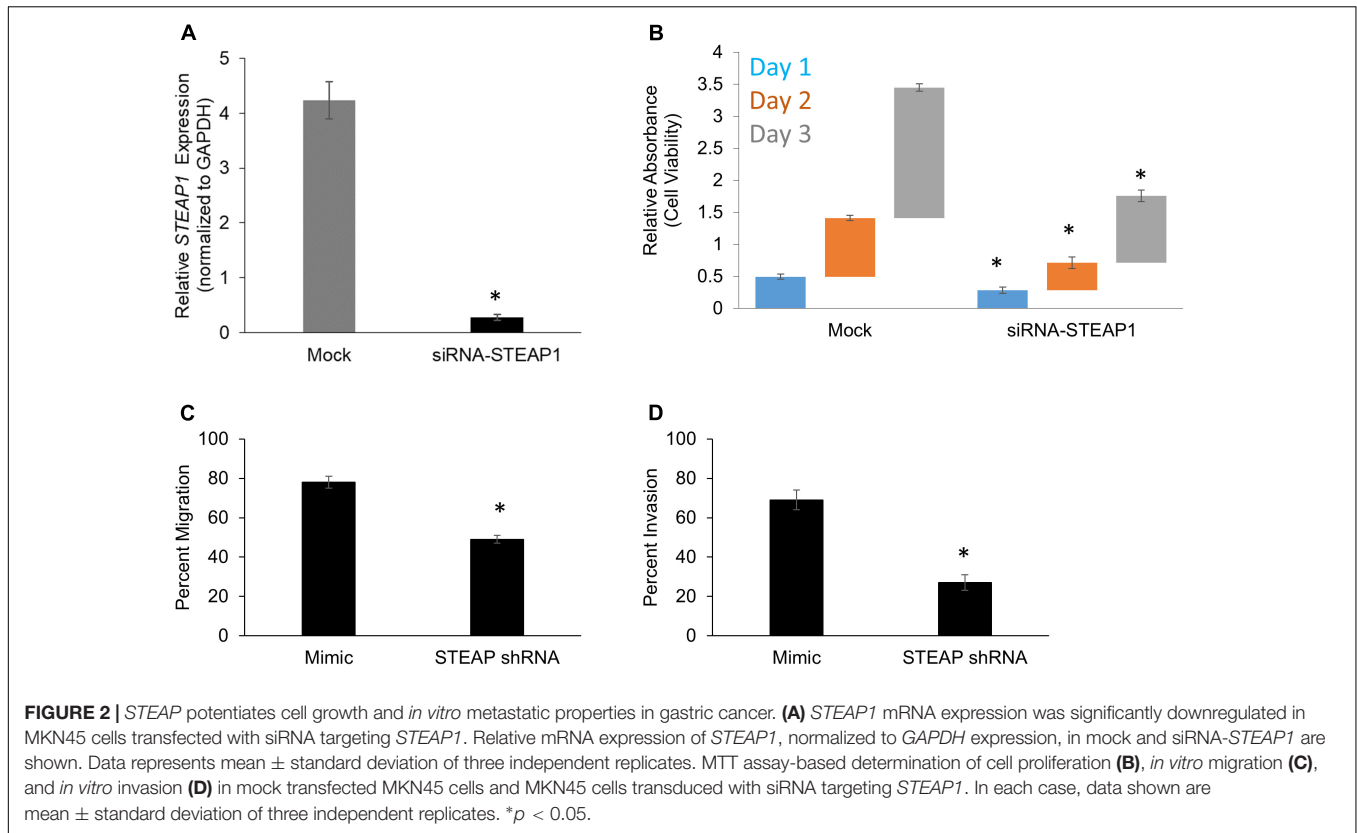 A
Relative STEAP1 Expression
(normalized to GAPDH)
5
4
3
2
1
0
*
Mock
siRNA-STEAP1
B
Relative Absorbance
(Cell Viability)
4
3.5
3
2.5
2
1.5
1
0.5
0
Day 1
Day 2
Day 3
*
*
*
Mock
siRNA-STEAP1
C
Percent Migration
100
80
60
40
20
0
*
Mimic
STEAP shRNA
D
Percent Invasion
100
80
60
40
20
0
*
Mimic
STEAP shRNA
FIGURE 2 | STEAP potentiates cell growth and in vitro metastatic properties in gastric cancer. (A) STEAP1 mRNA expression was significantly downregulated in
MKN45 cells transfected with siRNA targeting STEAP1. Relative mRNA expression of STEAP1, normalized to GAPDH expression, in mock and siRNA-STEAP1 are
shown. Data represents mean ± standard deviation of three independent replicates. MTT assay-based determination of cell proliferation (B), in vitro migration (C),
and in vitro invasion (D) in mock transfected MKN45 cells and MKN45 cells transduced with siRNA targeting STEAP1. In each case, data shown are
mean ± standard deviation of three independent replicates. *p < 0.05.